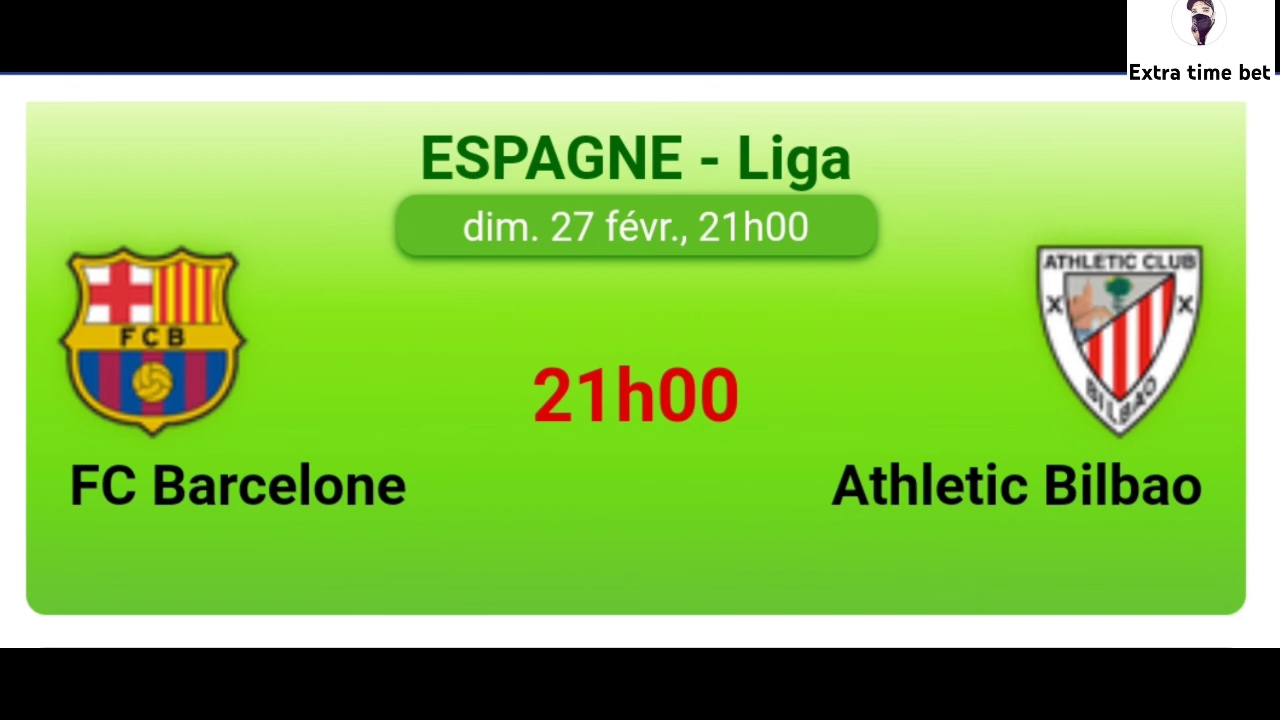 Extra time bet
ESPAGNE - Liga
dim. 27 févr., 21h00
FCB
ATHLETIC CLUB
BILBAO
21h00
FC Barcelone
Athletic Bilbao